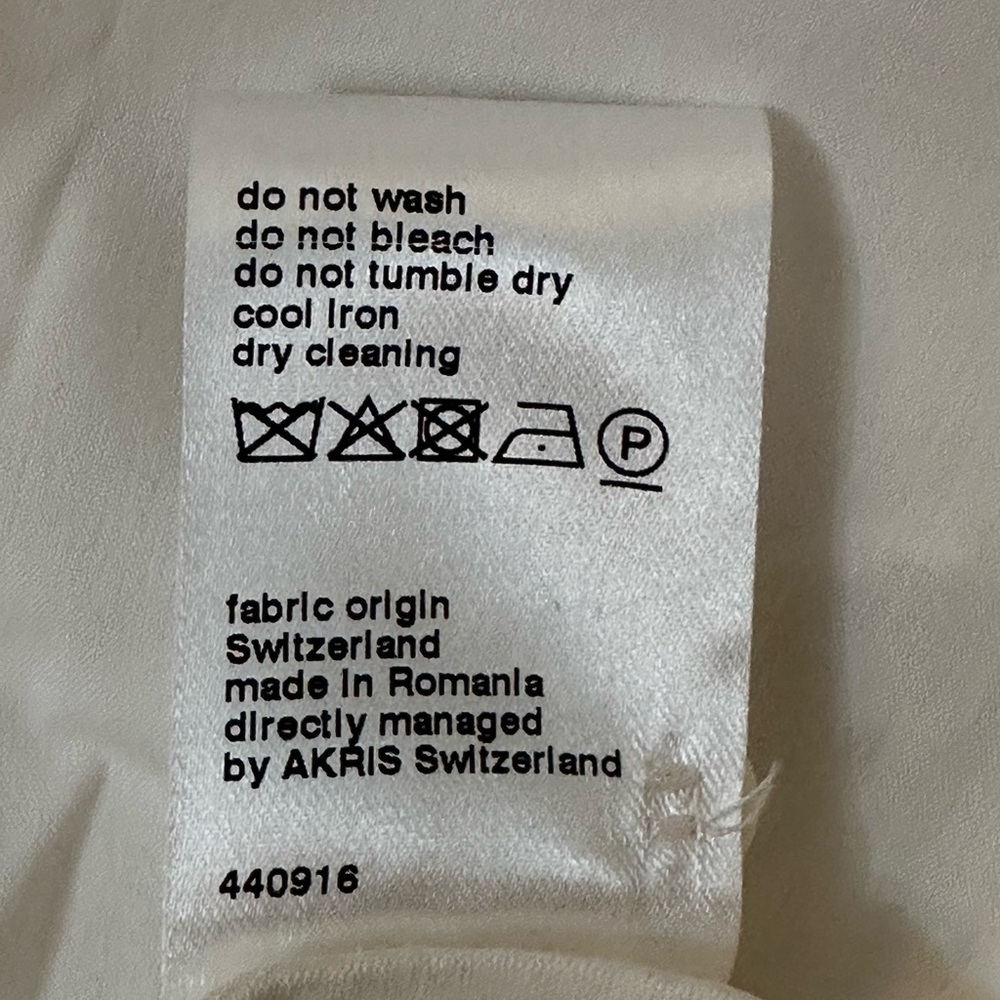 do not wash
do not bleach
do not tumble dry
cool iron
dry cleaning
P
fabric origin
Switzerland
made in Romania
directly managed
by AKRIS Switzerland
440916